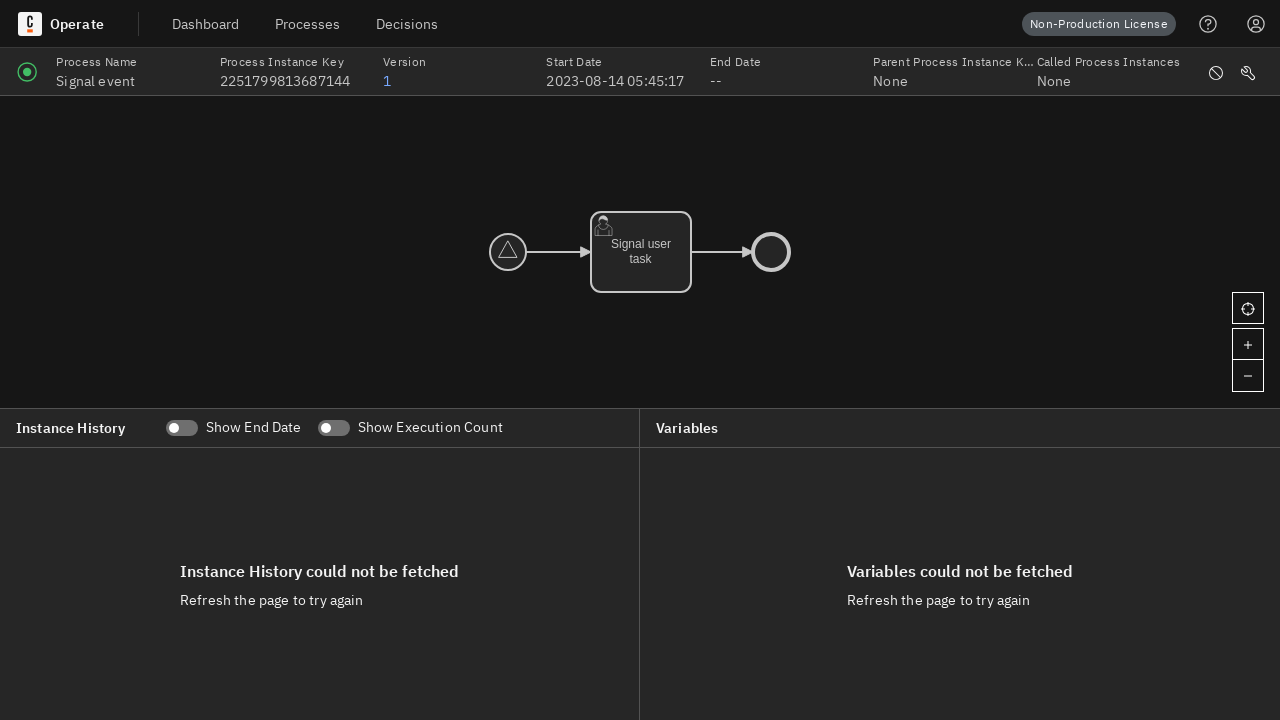 Operate
Dashboard
Processes
Decisions
Non-Production License
Process Name
Signal event
Process Instance Key
2251799813687144
Version
1
Start Date
2023-08-14 05:45:17
End Date
--
Parent Process Instance K...
None
Called Process Instances
None
Signal user
task
Instance History
Show End Date
Show Execution Count
Variables
Instance History could not be fetched
Refresh the page to try again
Variables could not be fetched
Refresh the page to try again